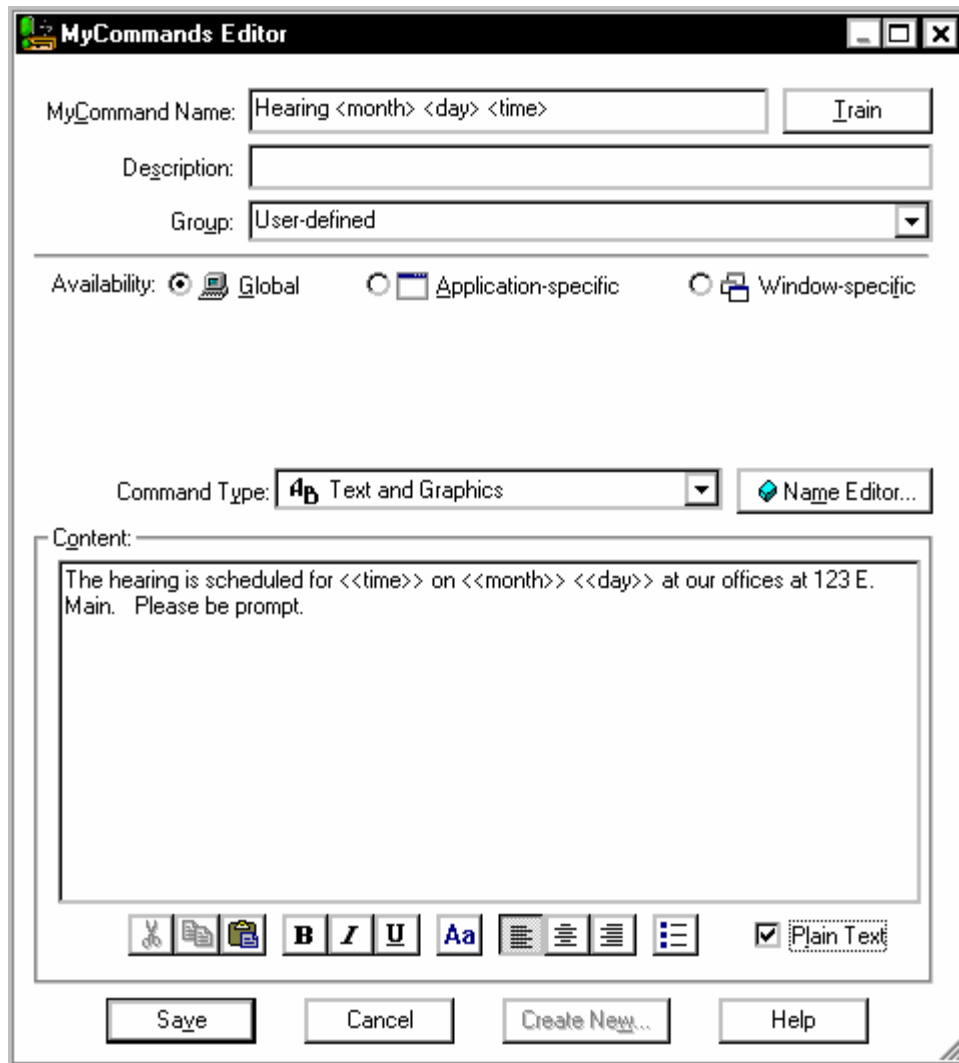 MyCommands Editor
MyCommand Name: Hearing <month> <day> <time> Train
Description:
Group: User-defined
Availability: Global Application-specific Window-specific
Command Type: AB Text and Graphics Name Editor...
Content:
The hearing is scheduled for <<time>> on <<month>> <<day>> at our offices at 123 E.
Main.   Please be prompt.
B I U Aa Plain Text
Save Cancel Create New... Help